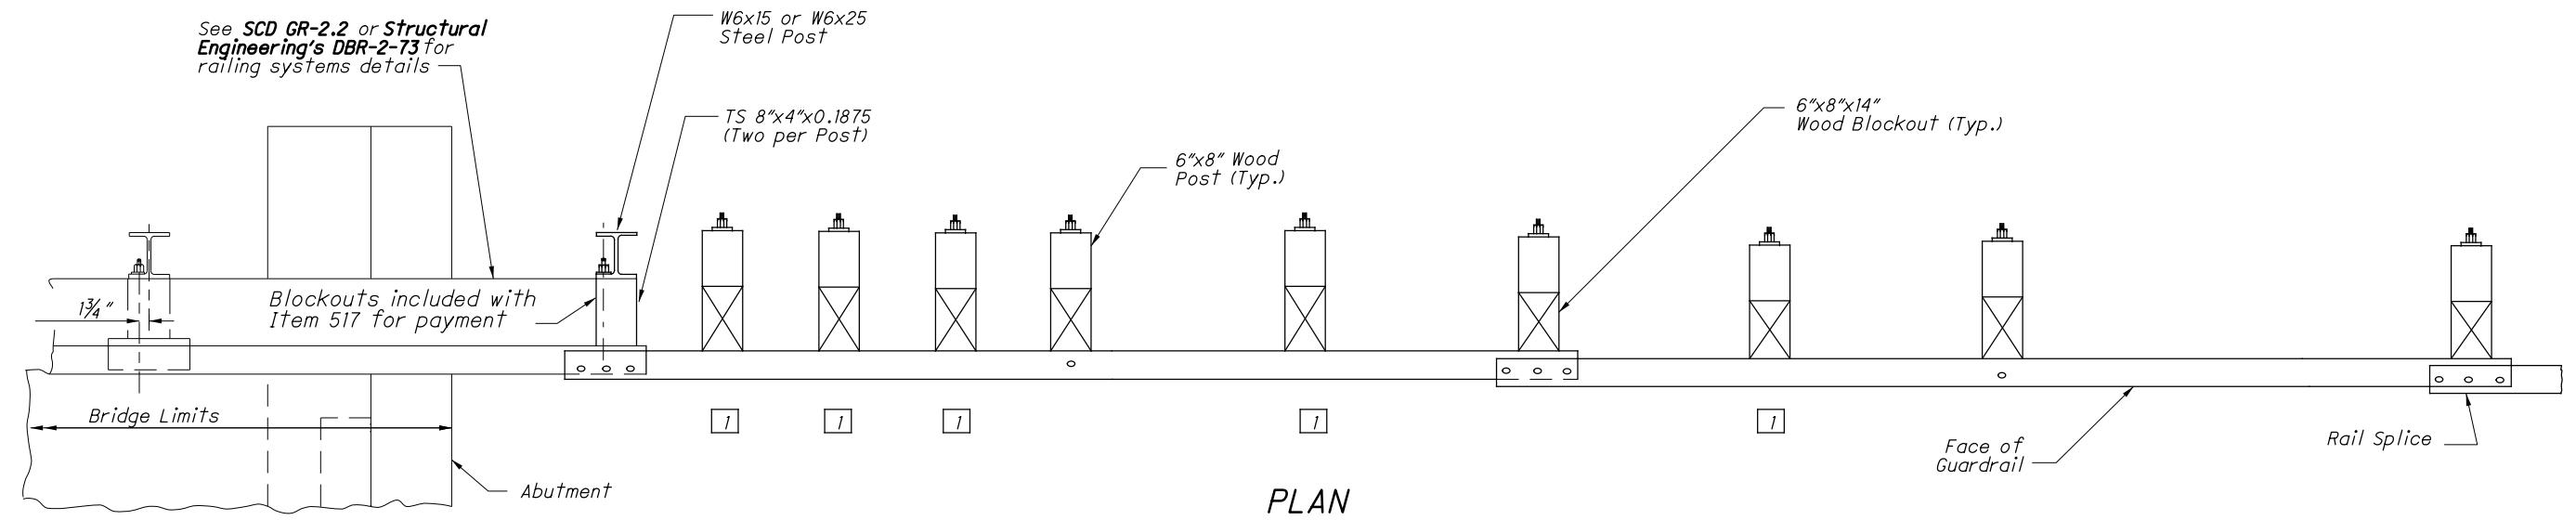 See SCD GR-2.2 or Structural
Engineering's DBR-2-73 for
railing systems details
W6x15 or W6x25
Steel Post
TS 8"x4"x0.1875
(Two per Post)
6"x8" Wood
Post (Typ.)
6"x8"x14"
Wood Blockout (Typ.)
1¾"
Blockouts included with
Item 517 for payment
Bridge Limits
Abutment
1
1
1
1
1
Face of
Guardrail
Rail Splice
PLAN